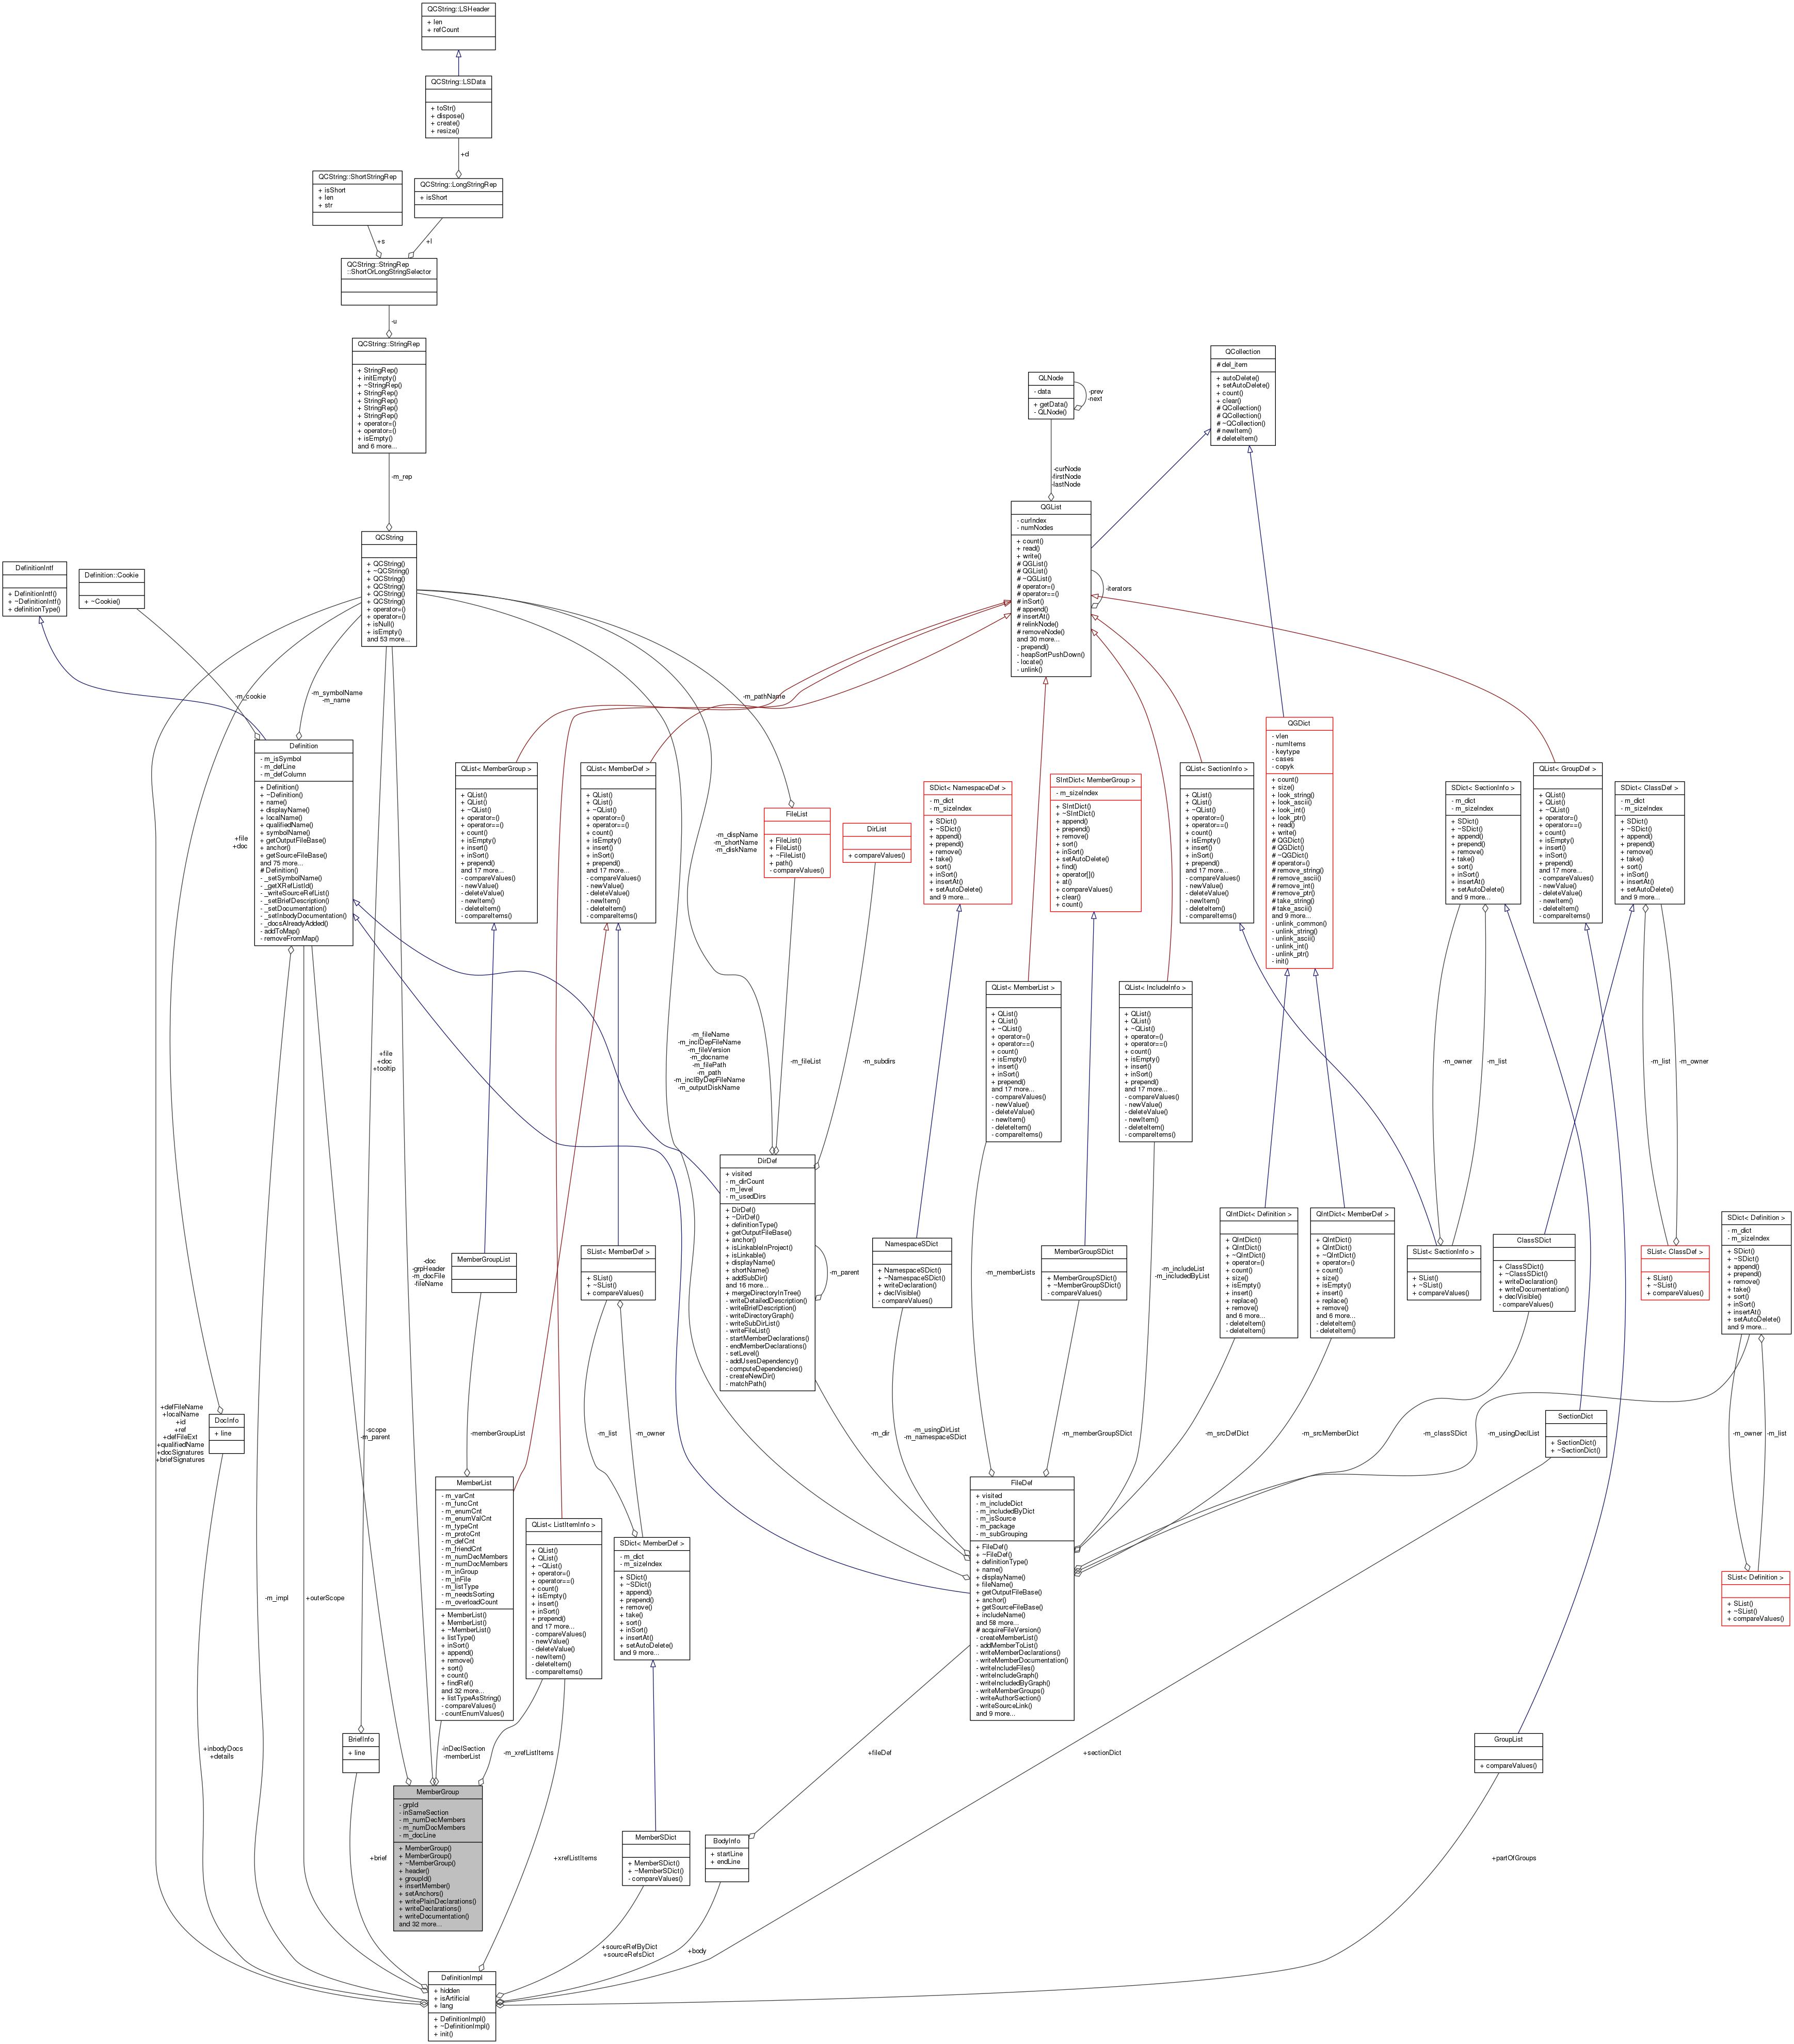 QCString::LSHeader
+ len
+ refCount
QCString::LSData
+ toStr()
+ dispose()
+ create()
+ resize()
+d
QCString::ShortStringRep
+ isShort
+ len
+ str
QCString::LongStringRep
+ isShort
+s
+l
QCString::StringRep
::ShortOrLongStringSelector
-u
QCString::StringRep
+ StringRep()
+ initEmpty()
+ ~StringRep()
+ StringRep()
+ StringRep()
+ StringRep()
+ StringRep()
+ operator=()
+ operator=()
+ isEmpty()
and 6 more...
-m_rep
QCString
+ QCString()
+ ~QCString()
+ QCString()
+ QCString()
+ QCString()
+ QCString()
+ operator=()
+ operator=()
+ isNull()
+ isEmpty()
and 53 more...
QLNode
- data
+ getData()
- QLNode()
-prev
-next
QCollection
# del_item
+ autoDelete()
+ setAutoDelete()
+ count()
+ clear()
# QCollection()
# QCollection()
# ~QCollection()
# newItem()
# deleteItem()
-curNode
-firstNode
-lastNode
QGList
- curIndex
- numNodes
+ count()
+ read()
+ write()
# QGList()
# QGList()
# ~QGList()
# operator=()
# operator==()
# inSort()
# append()
# insertAt()
# relinkNode()
# removeNode()
and 30 more...
- prepend()
- heapSortPushDown()
- locate()
- unlink()
-iterators
DefinitionIntf
+ DefinitionIntf()
+ ~DefinitionIntf()
+ definitionType()
Definition::Cookie
+ ~Cookie()
-m_cookie
-m_symbolName
-m_name
-m_pathName
Definition
- m_isSymbol
- m_defLine
- m_defColumn
+ Definition()
+ ~Definition()
+ name()
+ displayName()
+ localName()
+ qualifiedName()
+ symbolName()
+ getOutputFileBase()
+ anchor()
+ getSourceFileBase()
and 75 more...
# Definition()
- _setSymbolName()
- _getXRefListId()
- _writeSourceRefList()
- _setBriefDescription()
- _setDocumentation()
- _setInbodyDocumentation()
- _docsAlreadyAdded()
- addToMap()
- removeFromMap()
+file
+doc
QList< MemberGroup >
+ QList()
+ QList()
+ ~QList()
+ operator=()
+ operator==()
+ count()
+ isEmpty()
+ insert()
+ inSort()
+ prepend()
and 17 more...
- compareValues()
- newValue()
- deleteValue()
- newItem()
- deleteItem()
- compareItems()
QList< MemberDef >
+ QList()
+ QList()
+ ~QList()
+ operator=()
+ operator==()
+ count()
+ isEmpty()
+ insert()
+ inSort()
+ prepend()
and 17 more...
- compareValues()
- newValue()
- deleteValue()
- newItem()
- deleteItem()
- compareItems()
-m_dispName
-m_shortName
-m_diskName
FileList
+ FileList()
+ FileList()
+ ~FileList()
+ path()
- compareValues()
DirList
+ compareValues()
SDict< NamespaceDef >
- m_dict
- m_sizeIndex
+ SDict()
+ ~SDict()
+ append()
+ prepend()
+ remove()
+ take()
+ sort()
+ inSort()
+ insertAt()
+ setAutoDelete()
and 9 more...
SIntDict< MemberGroup >
- m_sizeIndex
+ SIntDict()
+ ~SIntDict()
+ append()
+ prepend()
+ remove()
+ sort()
+ inSort()
+ setAutoDelete()
+ find()
+ operator[]()
+ at()
+ compareValues()
+ clear()
+ count()
QList< SectionInfo >
+ QList()
+ QList()
+ ~QList()
+ operator=()
+ operator==()
+ count()
+ isEmpty()
+ insert()
+ inSort()
+ prepend()
and 17 more...
- compareValues()
- newValue()
- deleteValue()
- newItem()
- deleteItem()
- compareItems()
QGDict
- vlen
- numItems
- keytype
- cases
- copyk
+ count()
+ size()
+ look_string()
+ look_ascii()
+ look_int()
+ look_ptr()
+ read()
+ write()
# QGDict()
# QGDict()
# ~QGDict()
# operator=()
# remove_string()
# remove_ascii()
# remove_int()
# remove_ptr()
# take_string()
# take_ascii()
and 9 more...
- unlink_common()
- unlink_string()
- unlink_ascii()
- unlink_int()
- unlink_ptr()
- init()
SDict< SectionInfo >
- m_dict
- m_sizeIndex
+ SDict()
+ ~SDict()
+ append()
+ prepend()
+ remove()
+ take()
+ sort()
+ inSort()
+ insertAt()
+ setAutoDelete()
and 9 more...
QList< GroupDef >
+ QList()
+ QList()
+ ~QList()
+ operator=()
+ operator==()
+ count()
+ isEmpty()
+ insert()
+ inSort()
+ prepend()
and 17 more...
- compareValues()
- newValue()
- deleteValue()
- newItem()
- deleteItem()
- compareItems()
SDict< ClassDef >
- m_dict
- m_sizeIndex
+ SDict()
+ ~SDict()
+ append()
+ prepend()
+ remove()
+ take()
+ sort()
+ inSort()
+ insertAt()
+ setAutoDelete()
and 9 more...
+file
+doc
+tooltip
-m_fileName
-m_inclDepFileName
-m_fileVersion
-m_docname
-m_filePath
-m_path
-m_inclByDepFileName
-m_outputDiskName
-m_fileList
-m_subdirs
QList< MemberList >
+ QList()
+ QList()
+ ~QList()
+ operator=()
+ operator==()
+ count()
+ isEmpty()
+ insert()
+ inSort()
+ prepend()
and 17 more...
- compareValues()
- newValue()
- deleteValue()
- newItem()
- deleteItem()
- compareItems()
QList< IncludeInfo >
+ QList()
+ QList()
+ ~QList()
+ operator=()
+ operator==()
+ count()
+ isEmpty()
+ insert()
+ inSort()
+ prepend()
and 17 more...
- compareValues()
- newValue()
- deleteValue()
- newItem()
- deleteItem()
- compareItems()
-m_owner
-m_list
-m_list
-m_owner
DirDef
+ visited
- m_dirCount
- m_level
- m_usedDirs
+ DirDef()
+ ~DirDef()
+ definitionType()
+ getOutputFileBase()
+ anchor()
+ isLinkableInProject()
+ isLinkable()
+ displayName()
+ shortName()
+ addSubDir()
and 16 more...
+ mergeDirectoryInTree()
- writeDetailedDescription()
- writeBriefDescription()
- writeDirectoryGraph()
- writeSubDirList()
- writeFileList()
- startMemberDeclarations()
- endMemberDeclarations()
- setLevel()
- addUsesDependency()
- computeDependencies()
- createNewDir()
- matchPath()
-m_parent
-doc
-grpHeader
-m_docFile
-fileName
MemberGroupList
SList< MemberDef >
+ SList()
+ ~SList()
+ compareValues()
NamespaceSDict
+ NamespaceSDict()
+ ~NamespaceSDict()
+ writeDeclaration()
+ declVisible()
- compareValues()
-m_memberLists
MemberGroupSDict
+ MemberGroupSDict()
+ ~MemberGroupSDict()
- compareValues()
-m_includeList
-m_includedByList
QIntDict< Definition >
+ QIntDict()
+ QIntDict()
+ ~QIntDict()
+ operator=()
+ count()
+ size()
+ isEmpty()
+ insert()
+ replace()
+ remove()
and 6 more...
- deleteItem()
- deleteItem()
QIntDict< MemberDef >
+ QIntDict()
+ QIntDict()
+ ~QIntDict()
+ operator=()
+ count()
+ size()
+ isEmpty()
+ insert()
+ replace()
+ remove()
and 6 more...
- deleteItem()
- deleteItem()
SList< SectionInfo >
+ SList()
+ ~SList()
+ compareValues()
ClassSDict
+ ClassSDict()
+ ~ClassSDict()
+ writeDeclaration()
+ writeDocumentation()
+ declVisible()
- compareValues()
SList< ClassDef >
+ SList()
+ ~SList()
+ compareValues()
SDict< Definition >
- m_dict
- m_sizeIndex
+ SDict()
+ ~SDict()
+ append()
+ prepend()
+ remove()
+ take()
+ sort()
+ inSort()
+ insertAt()
+ setAutoDelete()
and 9 more...
+defFileName
+localName
+id
+ref
+defFileExt
+qualifiedName
+docSignatures
+briefSignatures
DocInfo
+ line
-scope
-m_parent
-memberGroupList
-m_list
-m_owner
-m_dir
-m_usingDirList
-m_namespaceSDict
-m_memberGroupSDict
-m_srcDefDict
-m_srcMemberDict
-m_classSDict
-m_usingDeclList
SectionDict
+ SectionDict()
+ ~SectionDict()
-m_owner
-m_list
MemberList
- m_varCnt
- m_funcCnt
- m_enumCnt
- m_enumValCnt
- m_typeCnt
- m_protoCnt
- m_defCnt
- m_friendCnt
- m_numDecMembers
- m_numDocMembers
- m_inGroup
- m_inFile
- m_listType
- m_needsSorting
- m_overloadCount
+ MemberList()
+ MemberList()
+ ~MemberList()
+ listType()
+ inSort()
+ append()
+ remove()
+ sort()
+ count()
+ findRef()
and 32 more...
+ listTypeAsString()
- compareValues()
- countEnumValues()
QList< ListItemInfo >
+ QList()
+ QList()
+ ~QList()
+ operator=()
+ operator==()
+ count()
+ isEmpty()
+ insert()
+ inSort()
+ prepend()
and 17 more...
- compareValues()
- newValue()
- deleteValue()
- newItem()
- deleteItem()
- compareItems()
SDict< MemberDef >
- m_dict
- m_sizeIndex
+ SDict()
+ ~SDict()
+ append()
+ prepend()
+ remove()
+ take()
+ sort()
+ inSort()
+ insertAt()
+ setAutoDelete()
and 9 more...
FileDef
+ visited
- m_includeDict
- m_includedByDict
- m_isSource
- m_package
- m_subGrouping
+ FileDef()
+ ~FileDef()
+ definitionType()
+ name()
+ displayName()
+ fileName()
+ getOutputFileBase()
+ anchor()
+ getSourceFileBase()
+ includeName()
and 58 more...
# acquireFileVersion()
- createMemberList()
- addMemberToList()
- writeMemberDeclarations()
- writeMemberDocumentation()
- writeIncludeFiles()
- writeIncludeGraph()
- writeIncludedByGraph()
- writeMemberGroups()
- writeAuthorSection()
- writeSourceLink()
and 9 more...
SList< Definition >
+ SList()
+ ~SList()
+ compareValues()
-m_impl
+outerScope
+inbodyDocs
+details
BriefInfo
+ line
-inDeclSection
-memberList
-m_xrefListItems
+fileDef
+sectionDict
GroupList
+ compareValues()
MemberGroup
- grpId
- inSameSection
- m_numDecMembers
- m_numDocMembers
- m_docLine
+ MemberGroup()
+ MemberGroup()
+ ~MemberGroup()
+ header()
+ groupId()
+ insertMember()
+ setAnchors()
+ writePlainDeclarations()
+ writeDeclarations()
+ writeDocumentation()
and 32 more...
+brief
+xrefListItems
MemberSDict
+ MemberSDict()
+ ~MemberSDict()
- compareValues()
BodyInfo
+ startLine
+ endLine
+partOfGroups
+sourceRefByDict
+sourceRefsDict
+body
DefinitionImpl
+ hidden
+ isArtificial
+ lang
+ DefinitionImpl()
+ ~DefinitionImpl()
+ init()